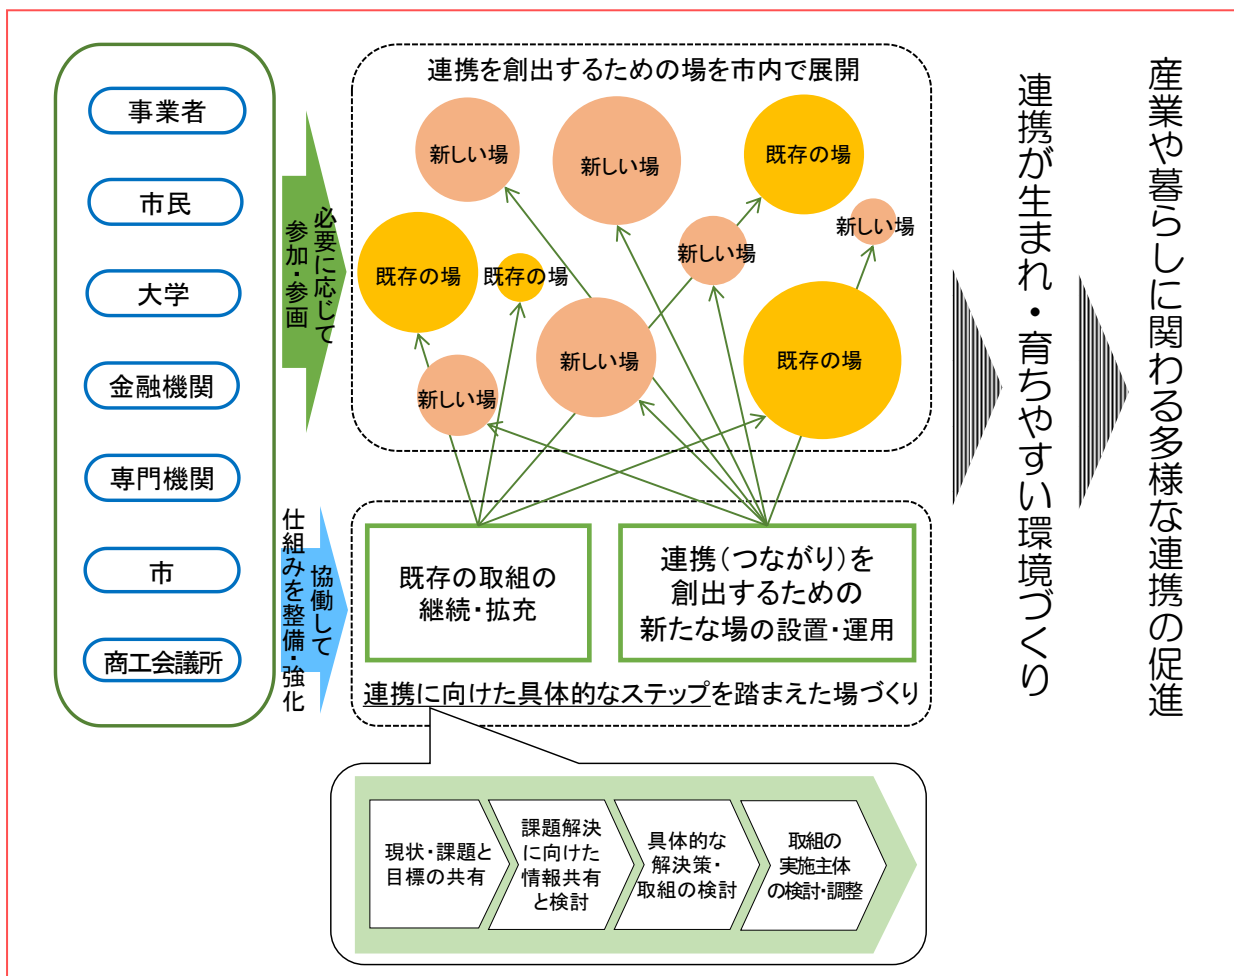 事業者
市民
大学
金融機関
専門機関
市
商工会議所
必要に応じて
参加・参画
協働して
仕組みを整備・強化
連携を創出するための場を市内で展開
新しい場
新しい場
既存の場
新しい場
新しい場
既存の場
既存の場
新しい場
既存の場
新しい場
既存の取組の
継続・拡充
連携（つながり）を
創出するための
新たな場の設置・運用
連携に向けた具体的なステップを踏まえた場づくり
現状・課題と
目標の共有
課題解決
に向けた
情報共有
と検討
具体的な
解決策・
取組の検討
取組の
実施主体
の検討・調整
連携が生まれ・育ちやすい環境づくり
産業や暮らしに関わる多様な連携の促進